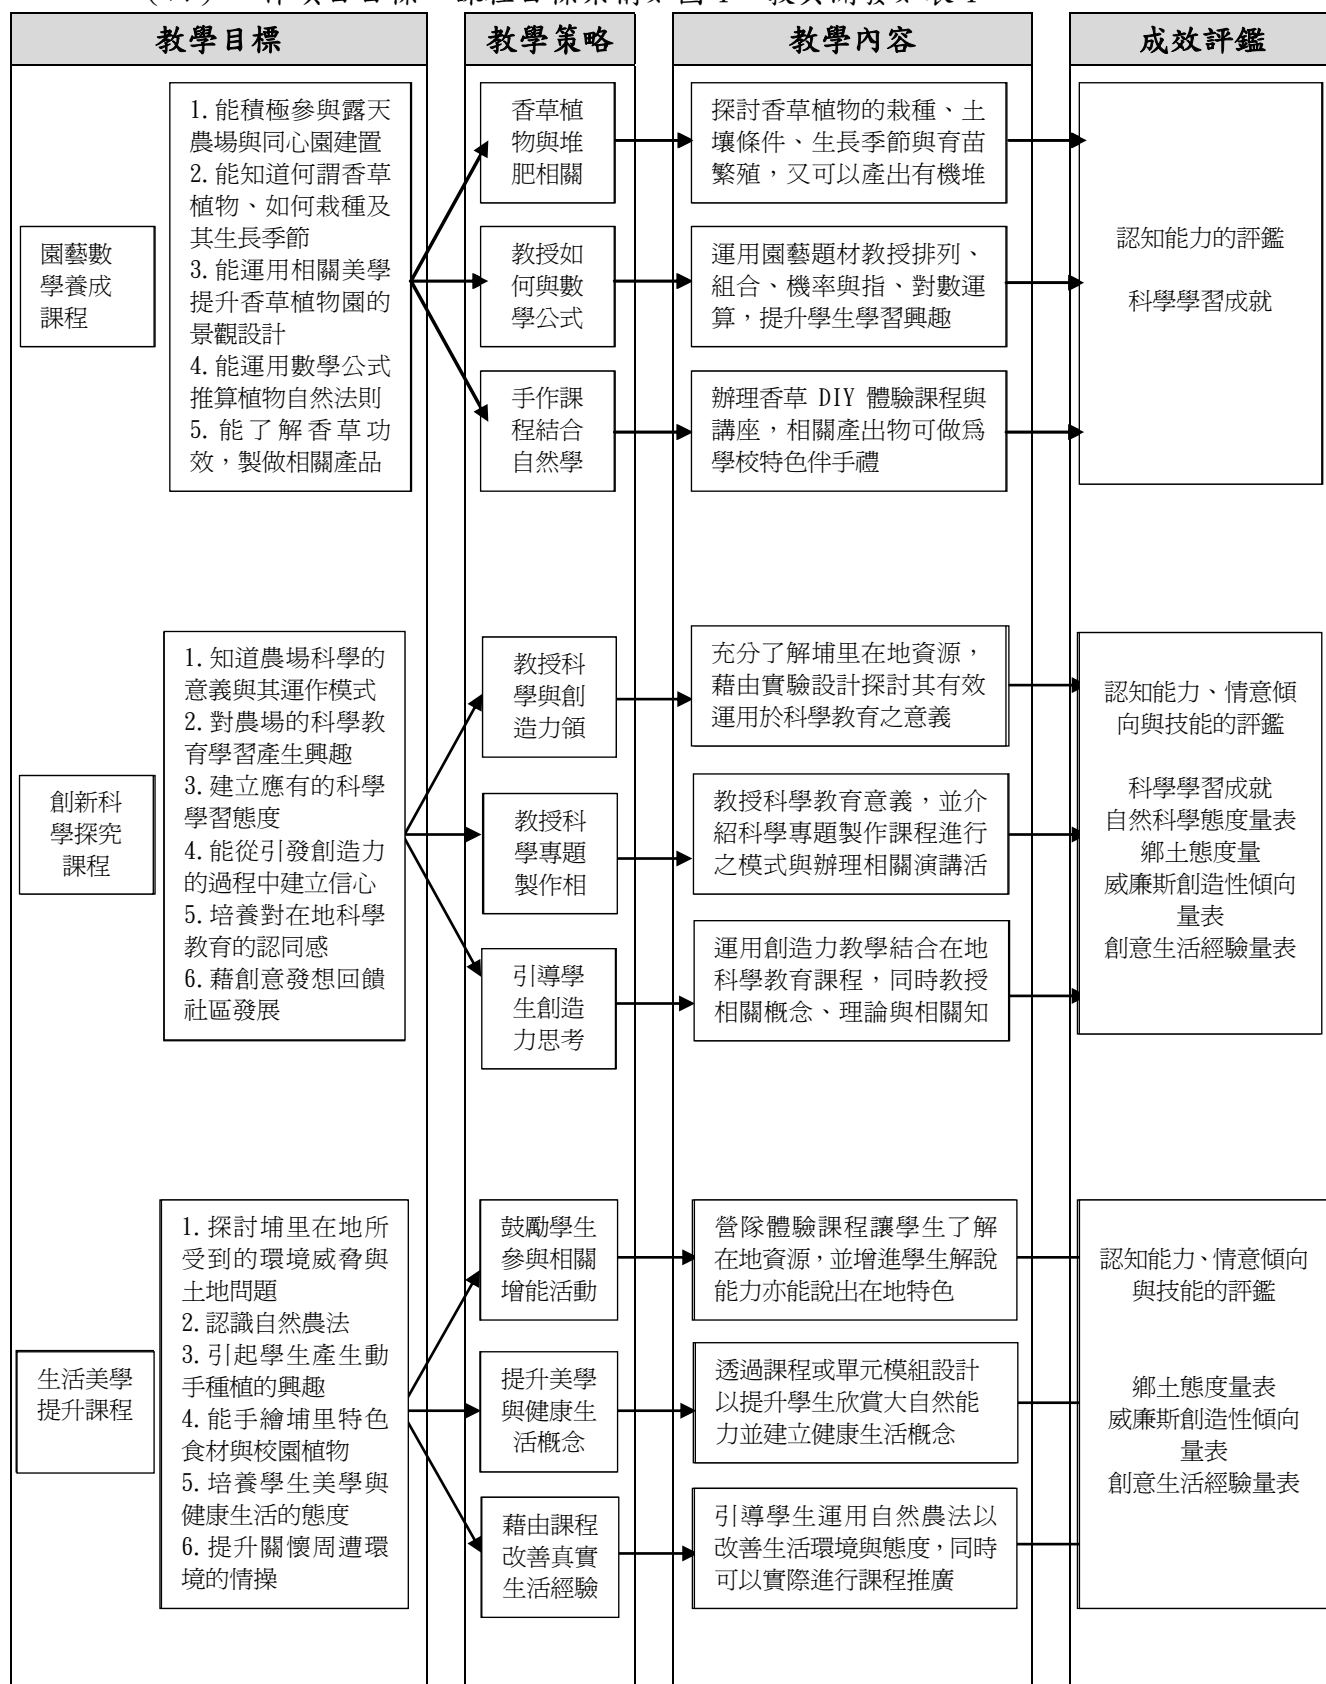 教學目標
教學策略
教學內容
成效評鑑
園藝數
學養成
課程
1.能積極參與露天
農場與同心園建置
2.能知道何謂香草
植物、如何栽種及
其生長季節
3.能運用相關美學
提升香草植物園的
景觀設計
4.能運用數學公式
推算植物自然法則
5.能了解香草功
效，製做相關產品
香草植
物與堆
肥相關
教授如
何與數
學公式
手作課
程結合
自然學
探討香草植物的栽種、土
壤條件、生長季節與育苗
繁殖，又可以產出有機堆
運用園藝題材教授排列、
組合、機率與指、對數運
算，提升學生學習興趣
辦理香草 DIY 體驗課程與
講座，相關產出物可做為
學校特色伴手禮
認知能力的評鑑
科學學習成就
創新科
學探究
課程
1.知道農場科學的
意義與其運作模式
2.對農場的科學教
育學習產生興趣
3.建立應有的科學
學習態度
4.能從引發創造力
的過程中建立信心
5.培養對在地科學
教育的認同感
6.藉創意發想回饋
社區發展
教授科
學與創
造力領
教授科
學專題
製作相
引導學
生創造
力思考
充分了解埔里在地資源，
藉由實驗設計探討其有效
運用於科學教育之意義
教授科學教育意義，並介
紹科學專題製作課程進行
之模式與辦理相關演講活
運用創造力教學結合在地
科學教育課程，同時教授
相關概念、理論與相關知
認知能力、情意傾
向與技能的評鑑
科學學習成就
自然科學態度量表
鄉土態度量
威廉斯創造性傾向
量表
創意生活經驗量表
生活美學
提升課程
1.探討埔里在地所
受到的環境威脅與
土地問題
2.認識自然農法
3.引起學生產生動
手種植的興趣
4.能手繪埔里特色
食材與校園植物
5.培養學生美學與
健康生活的態度
6.提升關懷周遭環
境的情操
鼓勵學生
參與相關
增能活動
提升美學
與健康生
活概念
藉由課程
改善真實
生活經驗
營隊體驗課程讓學生了解
在地資源，並增進學生解說
能力亦能說出在地特色
透過課程或單元模組設計
以提升學生欣賞大自然能
力並建立健康生活概念
引導學生運用自然農法以
改善生活環境與態度，同時
可以實際進行課程推廣
認知能力、情意傾向
與技能的評鑑
鄉土態度量表
威廉斯創造性傾向
量表
創意生活經驗量表